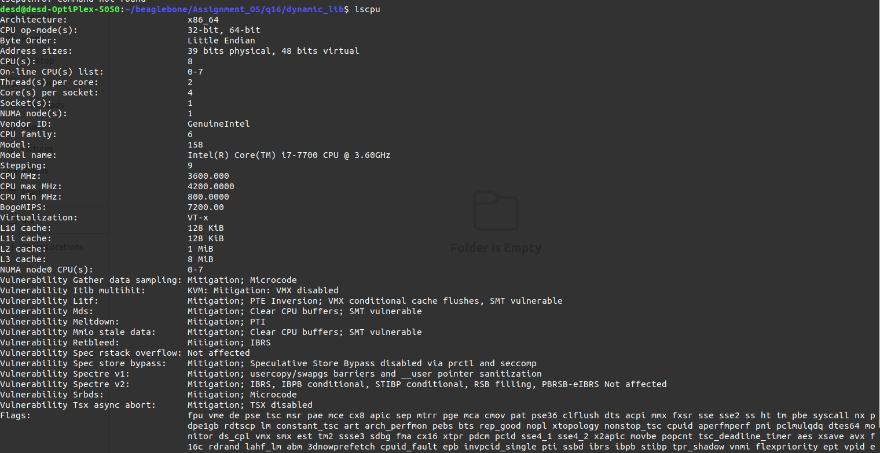 desd@desd-OptiPlex-5050:~/beaglebone/Assignment_OS/q16/dynamic_lib$ lscpu
Architecture: x86_64
CPU op-mode(s): 32-bit, 64-bit
Byte Order: Little Endian
Address sizes: 39 bits physical, 48 bits virtual
CPU(s): 8
On-line CPU(s) list: 0-7
Thread(s) per core: 2
Core(s) per socket: 4
Socket(s): 1
NUMA node(s): 1
Vendor ID: GenuineIntel
CPU family: 6
Model: 158
Model name: Intel(R) Core(TM) i7-7700 CPU @ 3.60GHz
Stepping: 9
CPU MHz: 3600.000
CPU max MHz: 4200.0000
CPU min MHz: 800.0000
BogoMIPS: 7200.00
Virtualization: VT-x
L1d cache: 128 KiB
L1i cache: 128 KiB
L2 cache: 1 MiB
L3 cache: 8 MiB
NUMA node0 CPU(s): 0-7
Vulnerability Gather data sampling: Mitigation; Microcode
Vulnerability Itlb multihit: KVM: Mitigation: VMX disabled
Vulnerability L1tf: Mitigation; PTE Inversion; VMX conditional cache flushes, SMT vulnerable
Vulnerability Mds: Mitigation; Clear CPU buffers; SMT vulnerable
Vulnerability Meltdown: Mitigation; PTI
Vulnerability Mmio stale data: Mitigation; Clear CPU buffers; SMT vulnerable
Vulnerability Retbleed: Mitigation; IBRS
Vulnerability Spec rstack overflow: Not affected
Vulnerability Spec store bypass: Mitigation; Speculative Store Bypass disabled via prctl and seccomp
Vulnerability Spectre v1: Mitigation; usercopy/swapgs barriers and __user pointer sanitization
Vulnerability Spectre v2: Mitigation; IBRS, IBPB conditional, STIBP conditional, RSB filling, PBRSB-eIBRS Not affected
Vulnerability Srbds: Mitigation; Microcode
Vulnerability Tsx async abort: Mitigation; TSX disabled
Flags: fpu vme de pse tsc msr pae mce cx8 apic sep mtrr pge mca cmov pat pse36 clflush dts acpi mmx fxsr sse sse2 ss ht tm pbe syscall nx p
dpe1gb rdtscp lm constant_tsc art arch_perfmon pebs bts rep_good nopl xtopology nonstop_tsc cpuid aperfmperf pni pclmulqdq dtes64 mo
nitor ds_cpl vmx smx est tm2 ssse3 sdbg fma cx16 xtpr pdcm pcid sse4_1 sse4_2 x2apic movbe popcnt tsc_deadline_timer aes xsave avx f
16c rdrand lahf_lm abm 3dnowprefetch cpuid_fault epb invpcid_single pti ssbd ibrs ibpb stibp tpr_shadow vnmi flexpriority ept vpid e
Folder is Empty